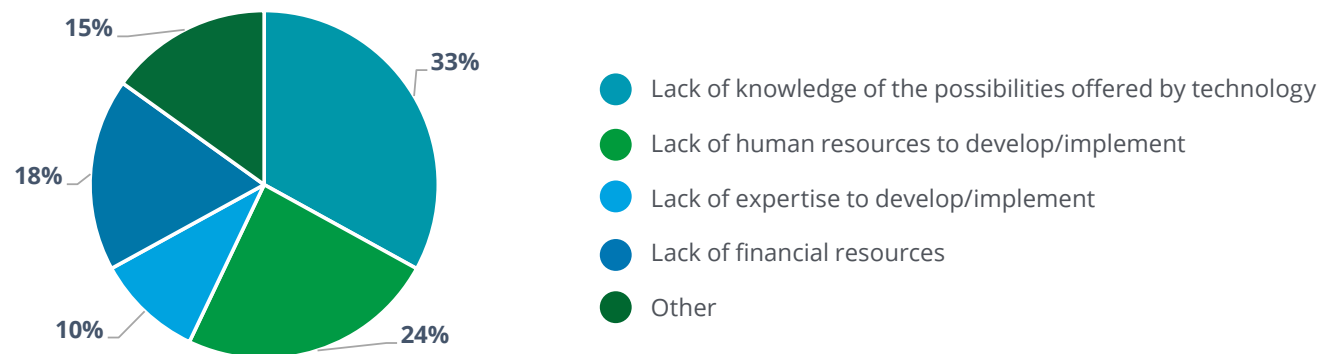 15%
33%
18%
10%
24%
Lack of knowledge of the possibilities offered by technology
Lack of human resources to develop/implement
Lack of expertise to develop/implement
Lack of financial resources
Other